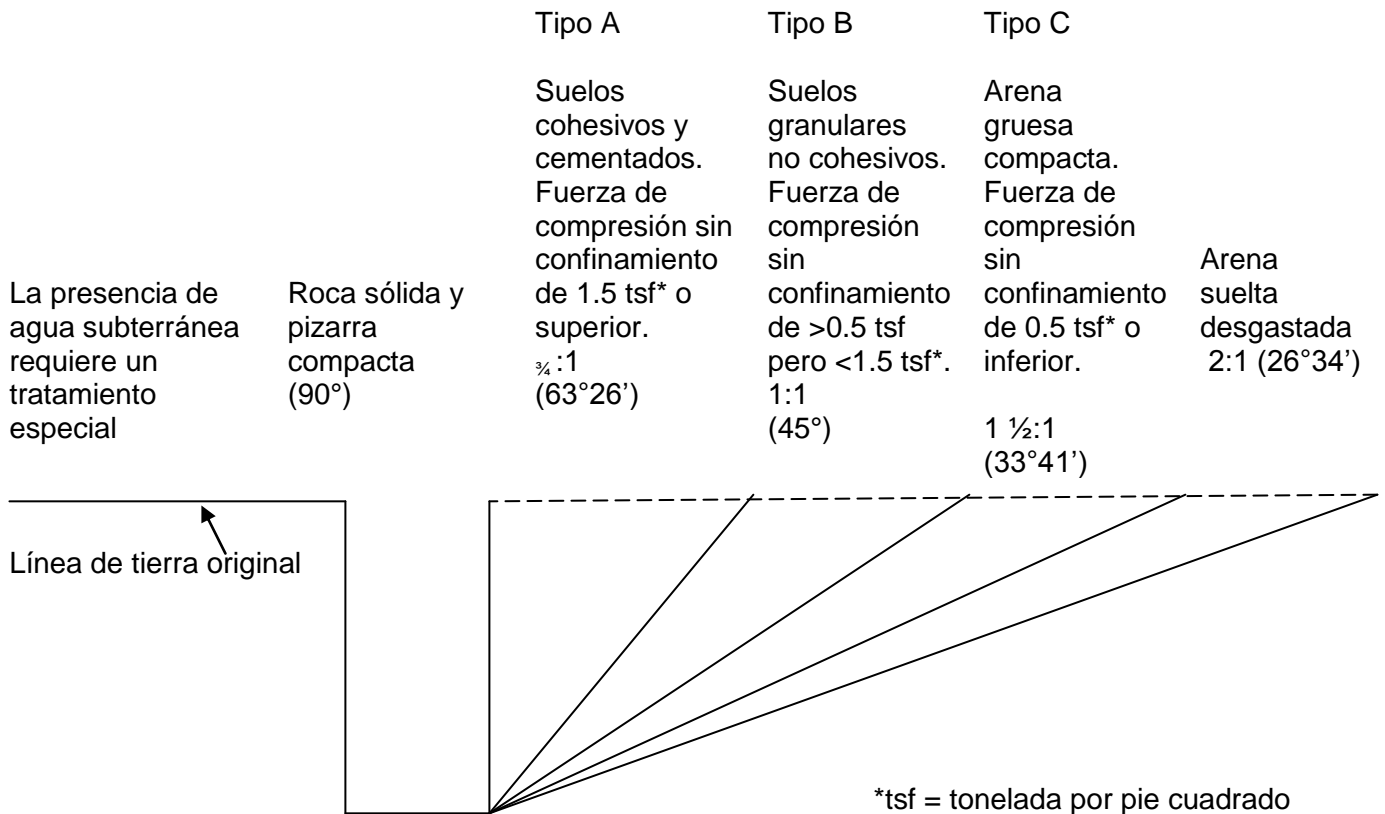 La presencia de
agua subterránea
requiere un
tratamiento
especial
Roca sólida y
pizarra
compacta
(90°)
Tipo A
Suelos
cohesivos y
cementados.
Fuerza de
compresión sin
confinamiento
de 1.5 tsf* o
superior.
¾ :1
(63°26’)
Tipo B
Suelos
granulares
no cohesivos.
Fuerza de
compresión
sin
confinamiento
de >0.5 tsf
pero <1.5 tsf*.
1:1
(45°)
Tipo C
Arena
gruesa
compacta.
Fuerza de
compresión
sin
confinamiento
de 0.5 tsf* o
inferior.
1 ½:1
(33°41’)
Arena
suelta
desgastada
2:1 (26°34’)
Línea de tierra original
*tsf = tonelada por pie cuadrado